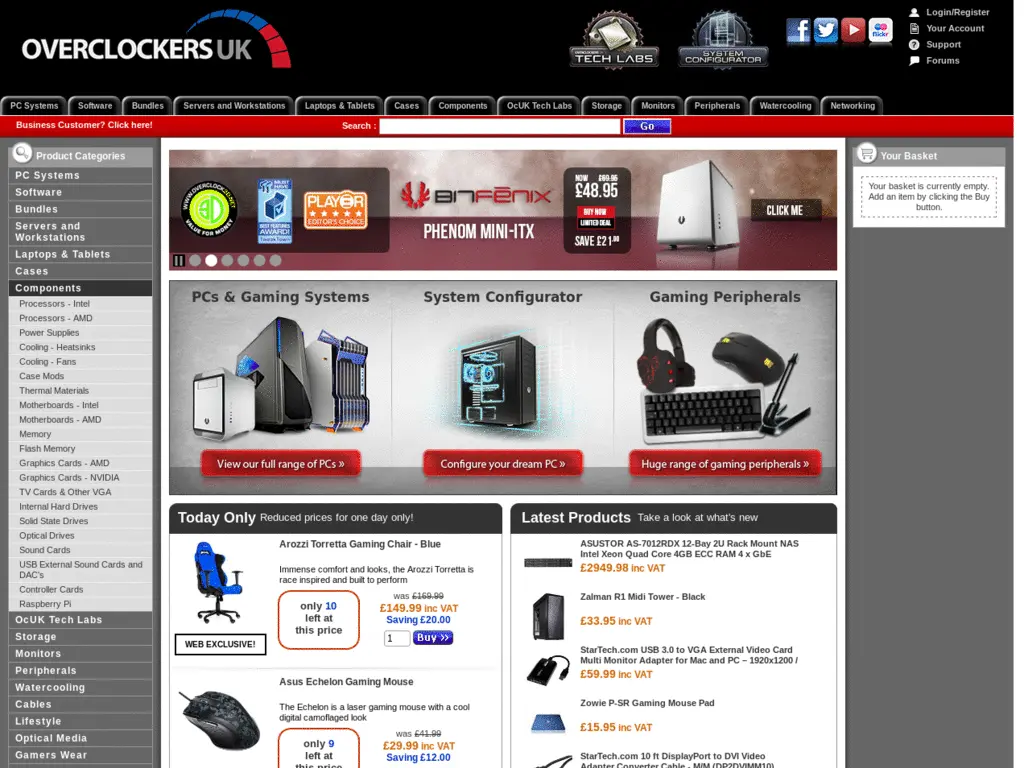 OVERCLOCKERS UK
TECH LABS
SYSTEM
CONFIGURATOR
flickr
Login/Register
Your Account
Support
Forums
PC Systems
Software
Bundles
Servers and Workstations
Laptops & Tablets
Cases
Components
OcUK Tech Labs
Storage
Monitors
Peripherals
Watercooling
Networking
Business Customer? Click here!
Search :
Go
Product Categories
PC Systems
Software
Bundles
Servers and
Workstations
Laptops & Tablets
Cases
Components
Processors - Intel
Processors - AMD
Power Supplies
Cooling - Heatsinks
Cooling - Fans
Case Mods
Thermal Materials
Motherboards - Intel
Motherboards - AMD
Memory
Flash Memory
Graphics Cards - AMD
Graphics Cards - NVIDIA
TV Cards & Other VGA
Internal Hard Drives
Solid State Drives
Optical Drives
Sound Cards
USB External Sound Cards and
DAC's
Controller Cards
Raspberry Pi
OcUK Tech Labs
Storage
Monitors
Peripherals
Watercooling
Cables
Lifestyle
Optical Media
Gamers Wear
VALUE FOR MONEY
BEST FEATURES
AWARD!
PLAY3R
EDITOR'S CHOICE
BITFENIX
PHENOM MINI-ITX
NOW £69.95
£48.95
BUY NOW
LIMITED DEAL
SAVE £21.00
CLICK ME
PCs & Gaming Systems
System Configurator
Gaming Peripherals
View our full range of PCs »
Configure your dream PC »
Huge range of gaming peripherals »
Today Only Reduced prices for one day only!
Arozzi Torretta Gaming Chair - Blue
Immense comfort and looks, the Arozzi Torretta is
race inspired and built to perform
only 10
left at
this price
was £169.99
£149.99 inc VAT
Saving £20.00
1
Buy >>
WEB EXCLUSIVE!
Asus Echelon Gaming Mouse
The Echelon is a laser gaming mouse with a cool
digital camoflaged look
only 9
left at
this price
was £41.99
£29.99 inc VAT
Saving £12.00
Latest Products Take a look at what's new
ASUSTOR AS-7012RDX 12-Bay 2U Rack Mount NAS
Intel Xeon Quad Core 4GB ECC RAM 4 x GbE
£2949.98 inc VAT
Zalman R1 Midi Tower - Black
£33.95 inc VAT
StarTech.com USB 3.0 to VGA External Video Card
Multi Monitor Adapter for Mac and PC – 1920x1200 /
£59.99 inc VAT
Zowie P-SR Gaming Mouse Pad
£15.95 inc VAT
StarTech.com 10 ft DisplayPort to DVI Video
Adapter Converter Cable - M/M (DP2DVIMM10)
Your Basket
Your basket is currently empty.
Add an item by clicking the Buy
button.